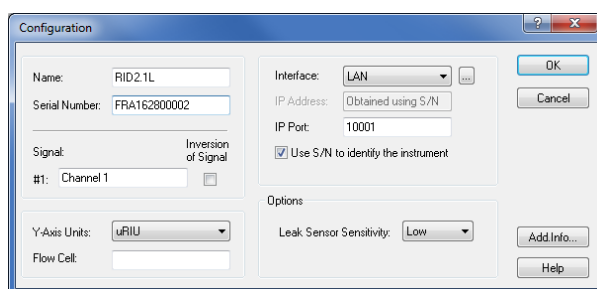 Configuration
Name: RID2.1L
Serial Number: FRA162800002
Signal: Inversion of Signal
#1: Channel 1
Y-Axis Units: uRIU
Flow Cell:
Interface: LAN ...
IP Address: Obtained using S/N
IP Port: 10001
Use S/N to identify the instrument
Options
Leak Sensor Sensitivity: Low
OK
Cancel
Add.Info...
Help